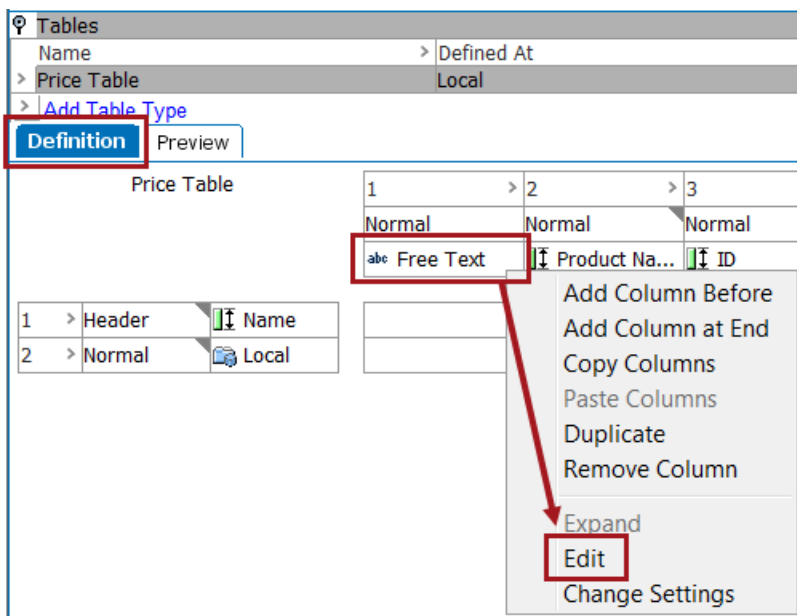 Tables
Name > Defined At
> Price Table Local
> Add Table Type
Definition Preview
Price Table 1 > 2 > 3
Normal Normal Normal
abc Free Text Product Na... ID
Add Column Before
1 > Header Name
Add Column at End
2 > Normal Local
Copy Columns
Paste Columns
Duplicate
Remove Column
Expand
Edit
Change Settings